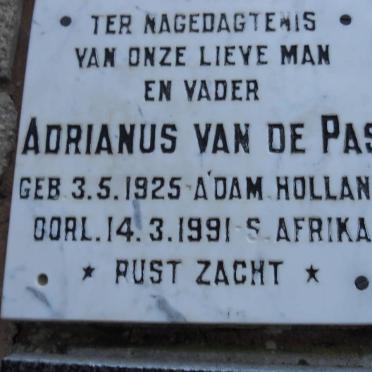 TER NAGEDAGTENIS
VAN ONZE LIEVE MAN
EN VADER
ADRIANUS VAN DE PAS
GEB 3.5.1925 A'DAM HOLLAN
OORL. 14.3.1991 S. AFRIKA
RUST ZACHT